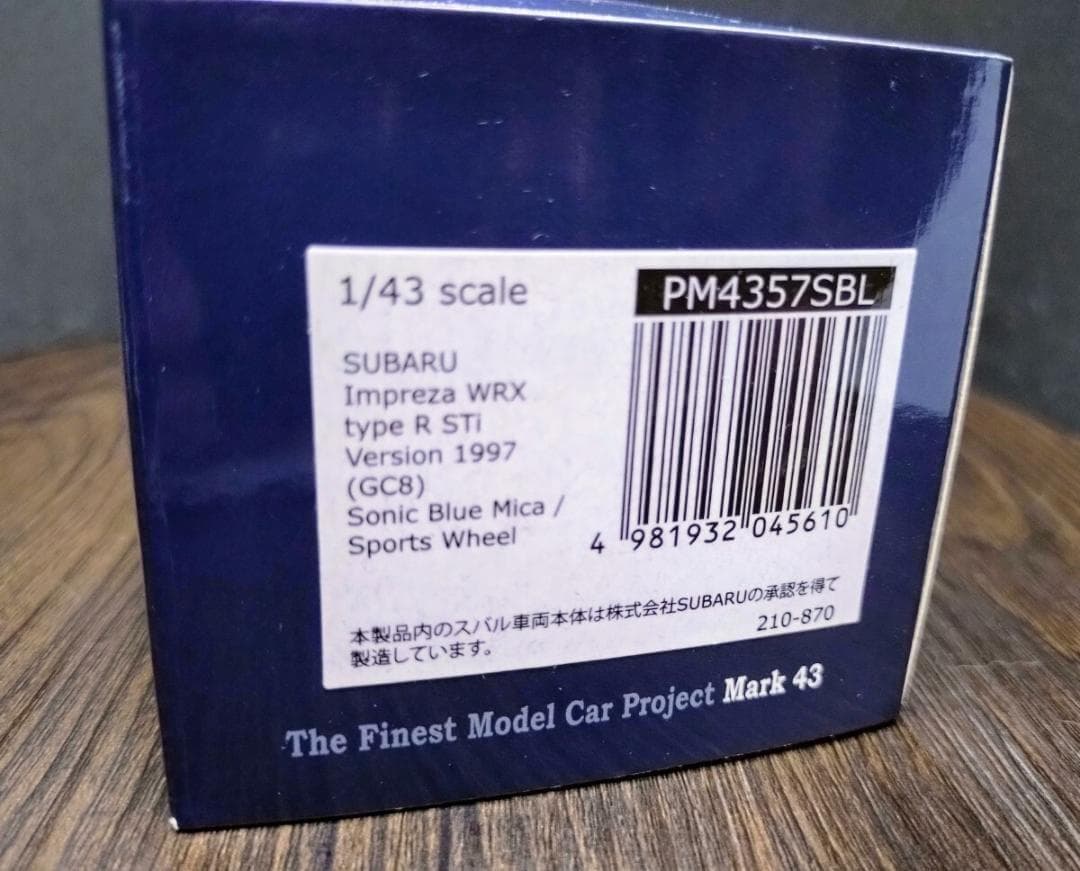 1/43 scale
PM4357SBL
SUBARU
Impreza WRX
type R STi
Version 1997
(GC8)
Sonic Blue Mica /
Sports Wheel
4 981932 045610
本製品内のスバル車両本体は株式会社SUBARUの承認を得て
製造しています。
210-870
The Finest Model Car Project Mark 43